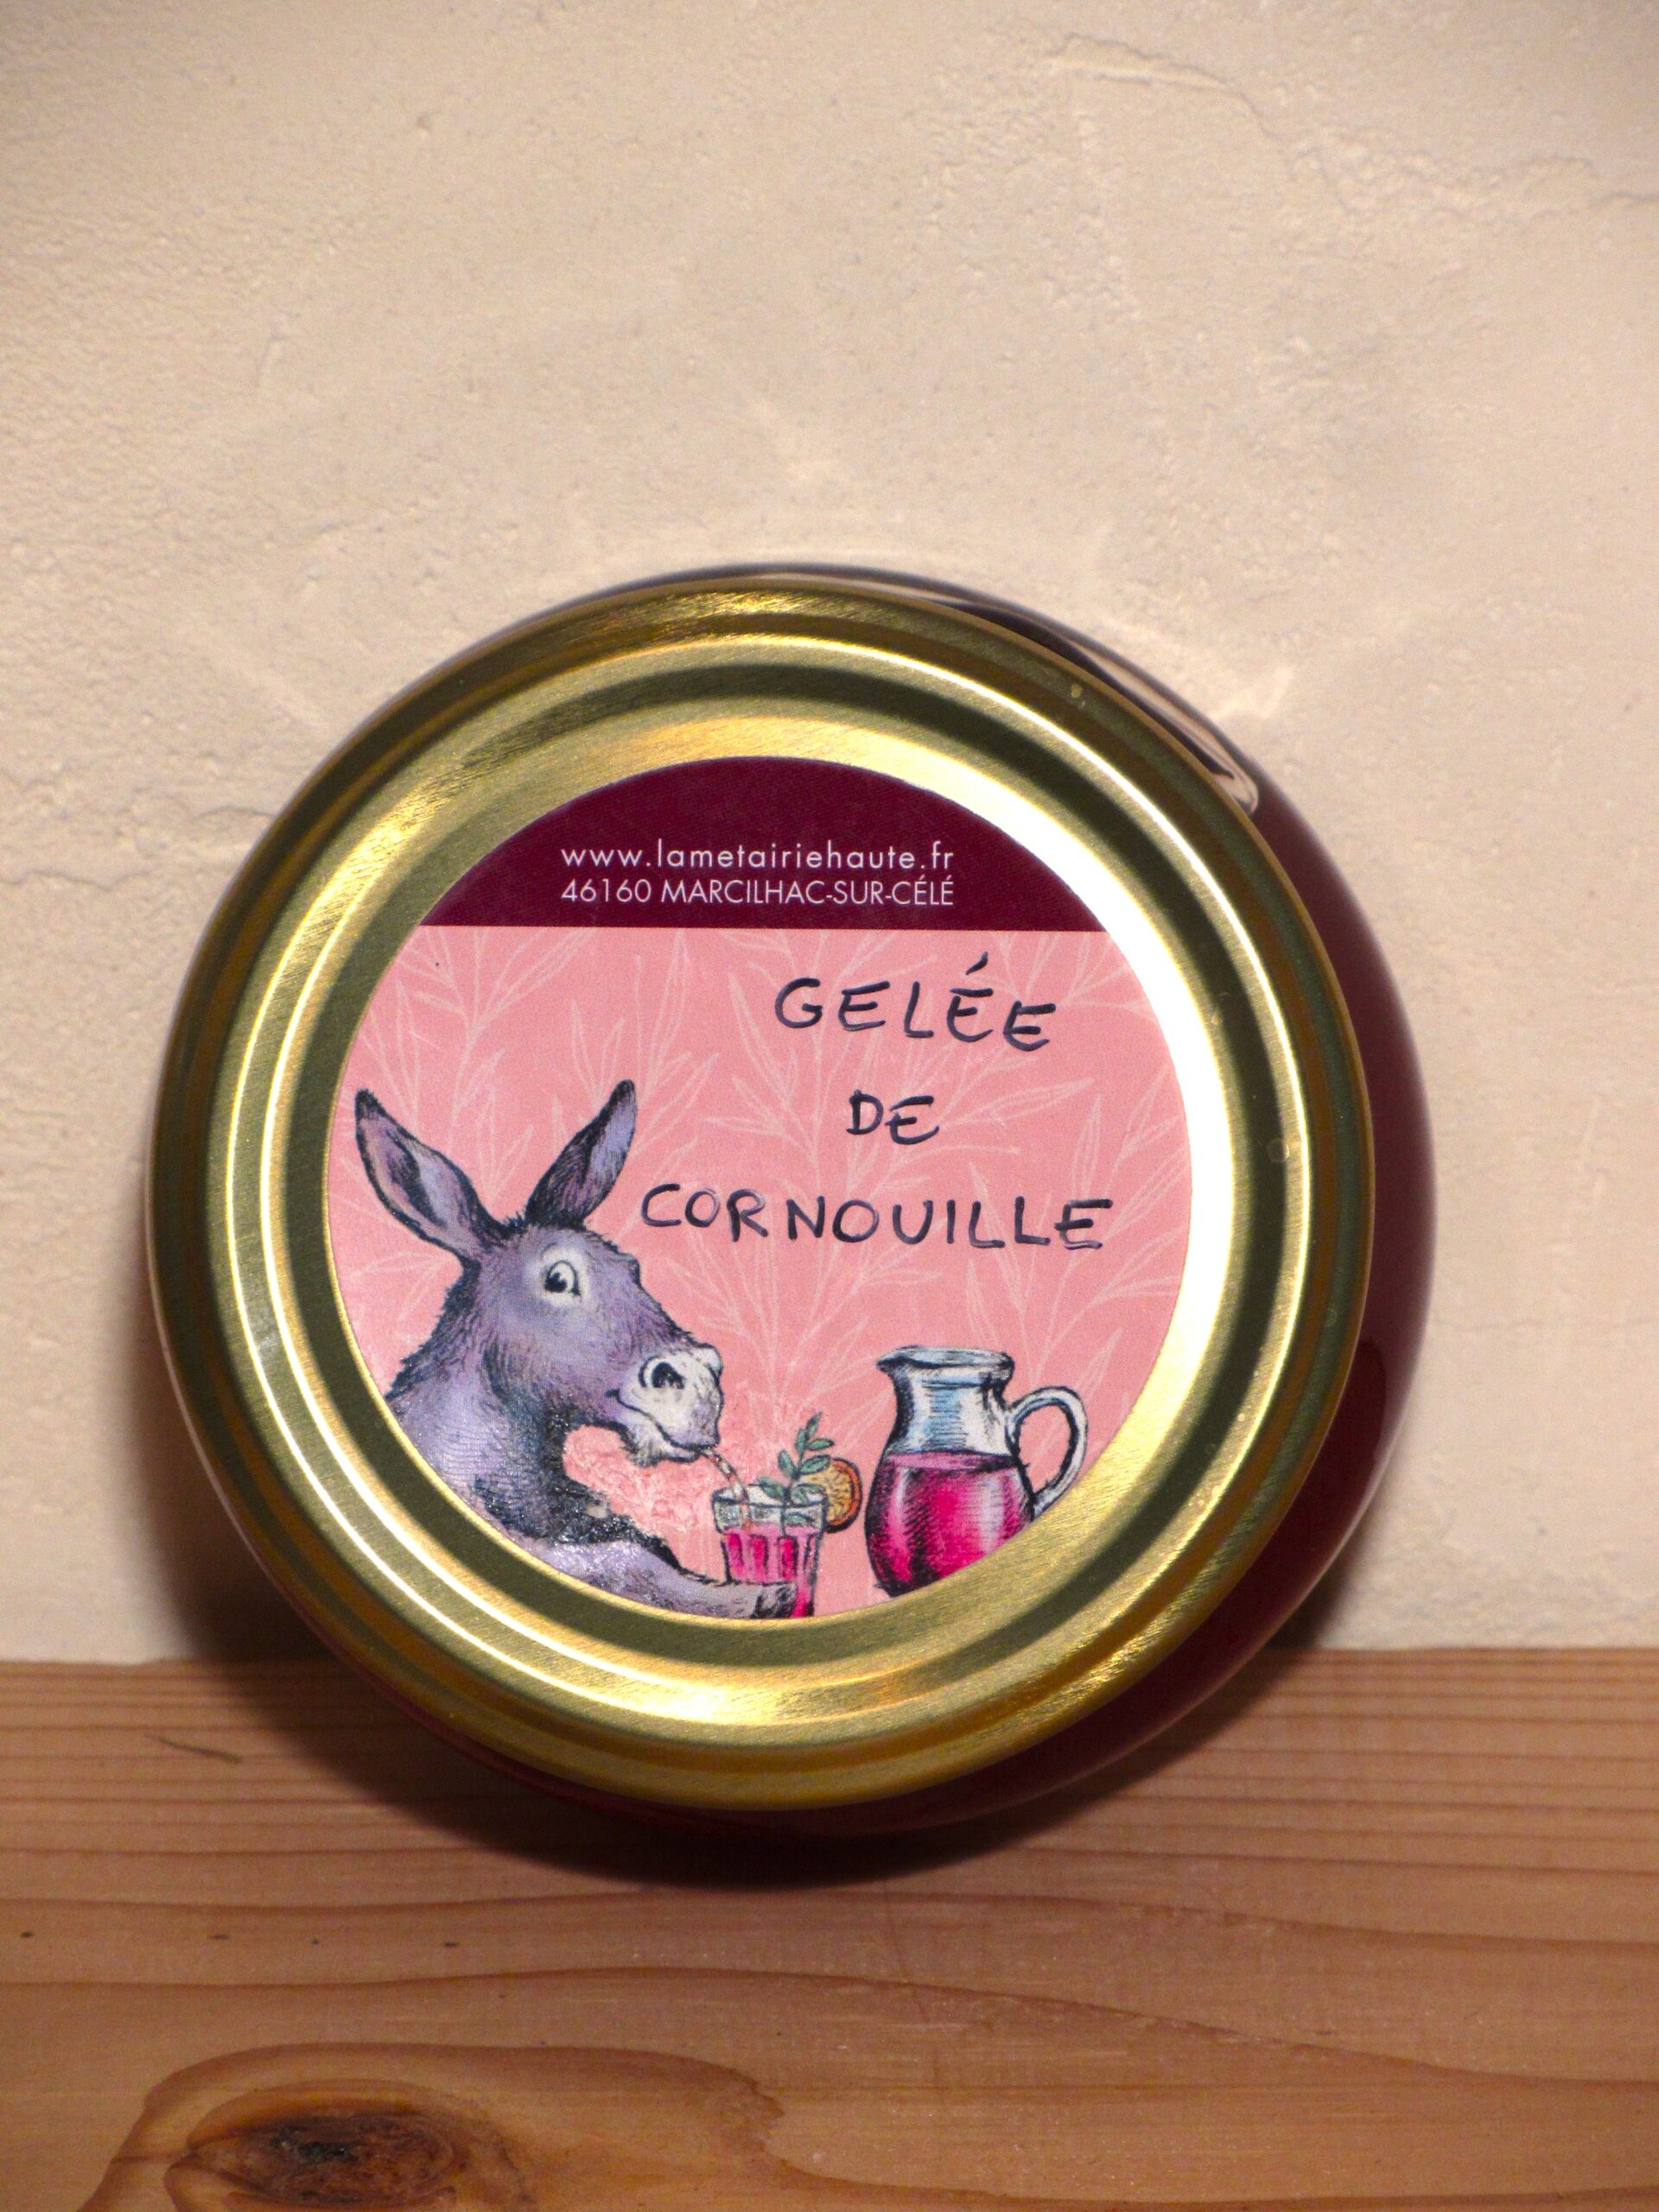 www.lametairiehaute.fr
46160 MARCILHAC-SUR-CÉLÉ
GELÉE
DE
CORNOUILLE